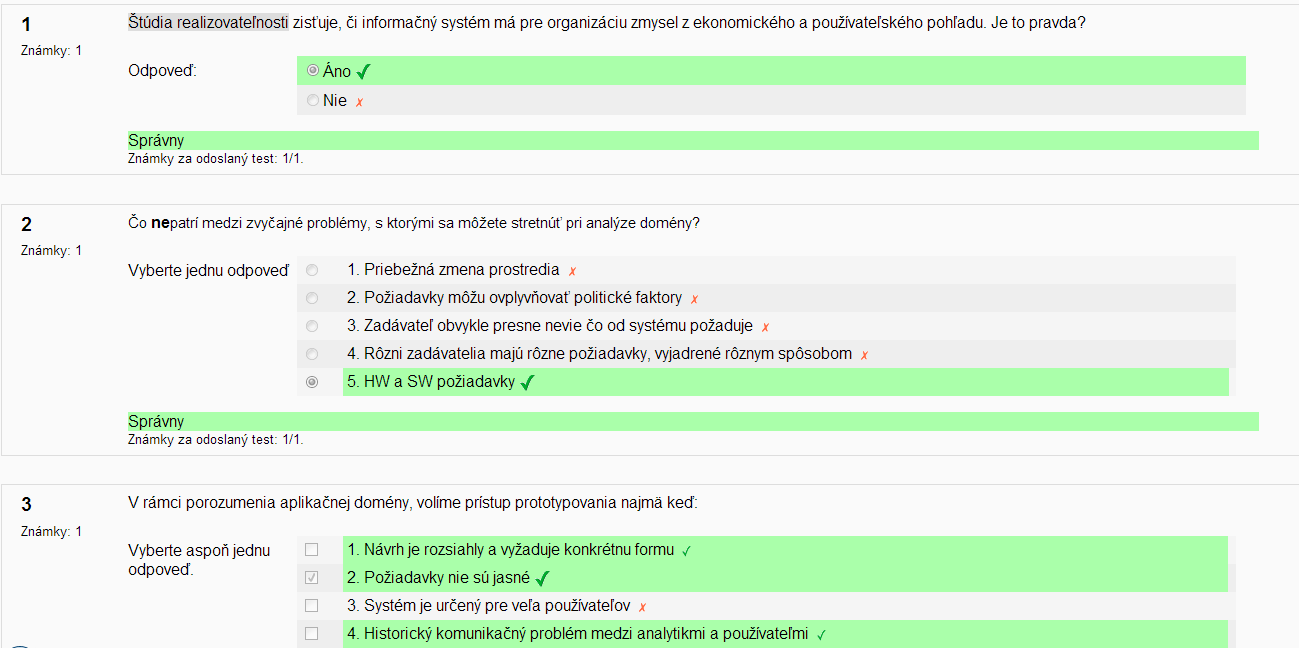 1
Štúdia realizovateľnosti zisťuje, či informačný systém má pre organizáciu zmysel z ekonomického a používateľského pohľadu. Je to pravda?
Známky: 1
Odpoveď:
Áno ✓
Nie ✗
Správny
Známky za odoslaný test: 1/1.
2
Čo nepatrí medzi zvyčajné problémy, s ktorými sa môžete stretnúť pri analýze domény?
Známky: 1
Vyberte jednu odpoveď
1. Priebežná zmena prostredia ✗
2. Požiadavky môžu ovplyvňovať politické faktory ✗
3. Zadávateľ obvykle presne nevie čo od systému požaduje ✗
4. Rôzni zadávatelia majú rôzne požiadavky, vyjadrené rôznym spôsobom ✗
5. HW a SW požiadavky ✓
Správny
Známky za odoslaný test: 1/1.
3
V rámci porozumenia aplikačnej domény, volíme prístup prototypovania najmä keď:
Známky: 1
Vyberte aspoň jednu
odpoveď.
1. Návrh je rozsiahly a vyžaduje konkrétnu formu ✓
2. Požiadavky nie sú jasné ✓
3. Systém je určený pre veľa používateľov ✗
4. Historický komunikačný problém medzi analytikmi a používateľmi ✓